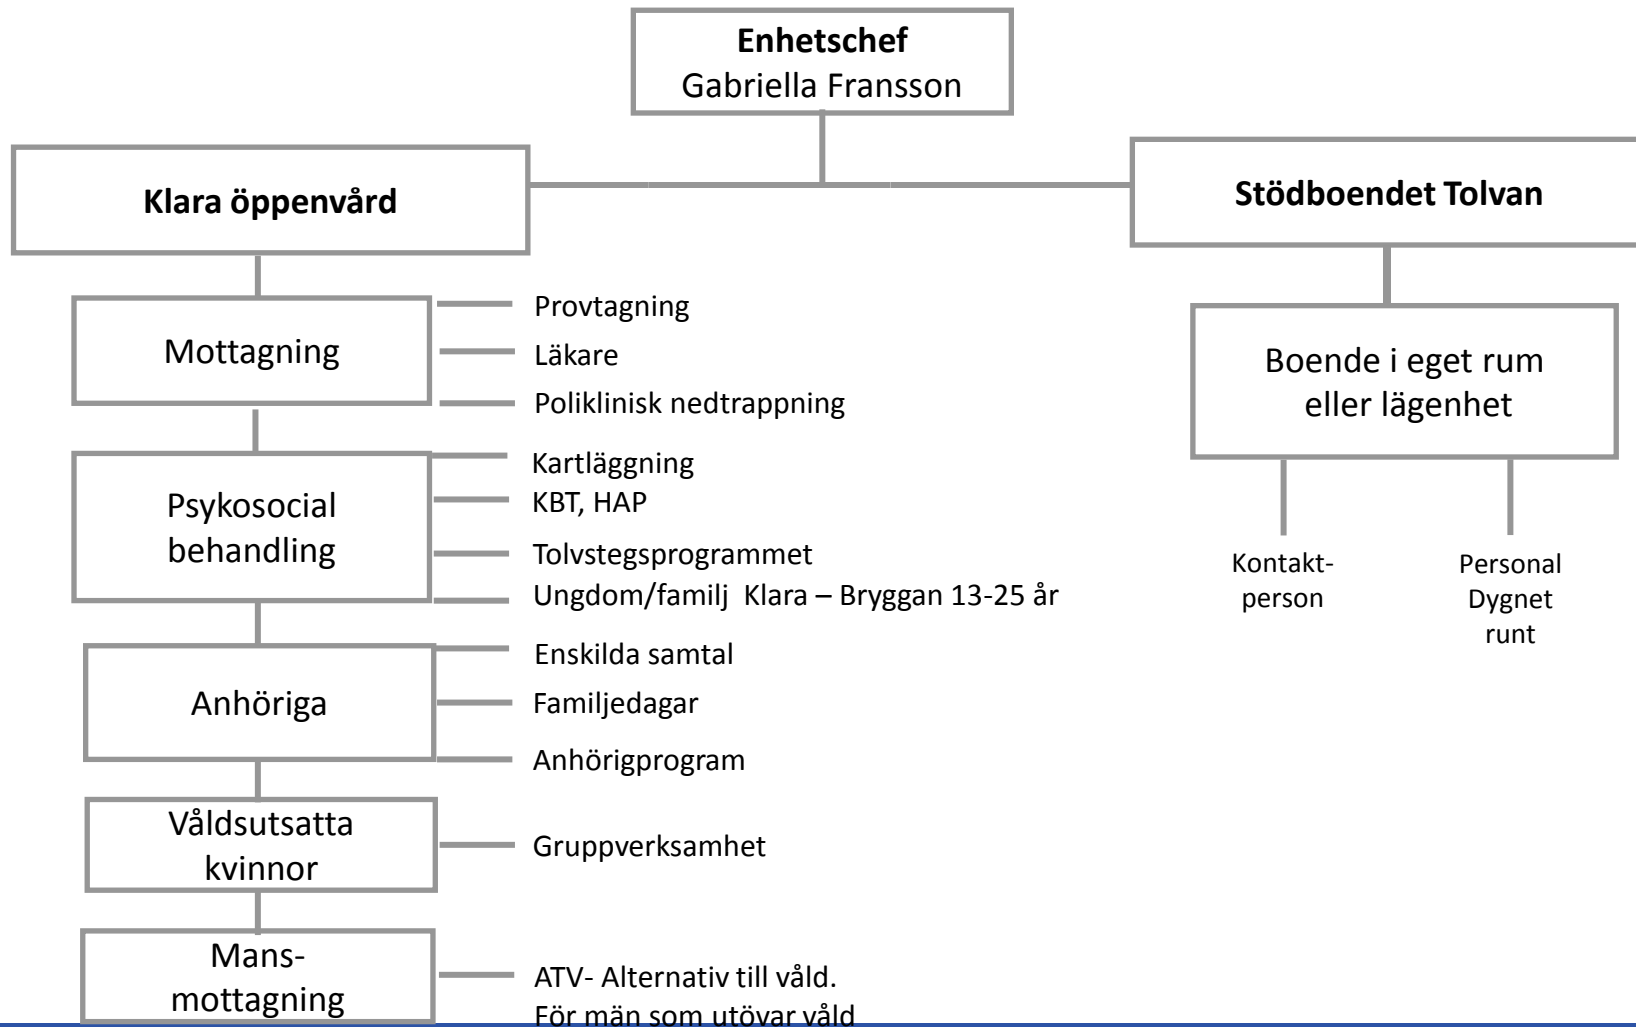 Enhetschef
Gabriella Fransson
Klara öppenvård
Stödboendet Tolvan
Mottagning
Provtagning
Läkare
Poliklinisk nedtrappning
Psykosocial
behandling
Kartläggning
KBT, HAP
Tolvstegsprogrammet
Ungdom/familj Klara – Bryggan 13-25 år
Anhöriga
Enskilda samtal
Familjedagar
Anhörigprogram
Våldsutsatta
kvinnor
Gruppverksamhet
Mans-
mottagning
ATV- Alternativ till våld.
För män som utövar våld
Boende i eget rum
eller lägenhet
Kontakt-
person
Personal
Dygnet
runt